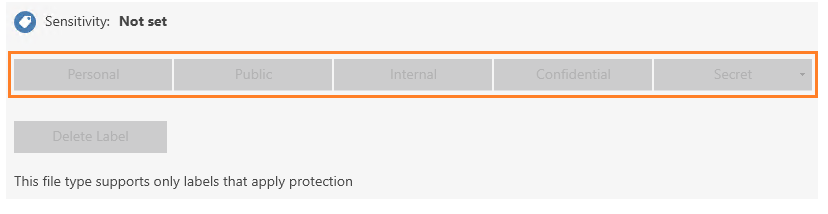 Sensitivity: Not set
Personal Public Internal Confidential Secret
Delete Label
This file type supports only labels that apply protection